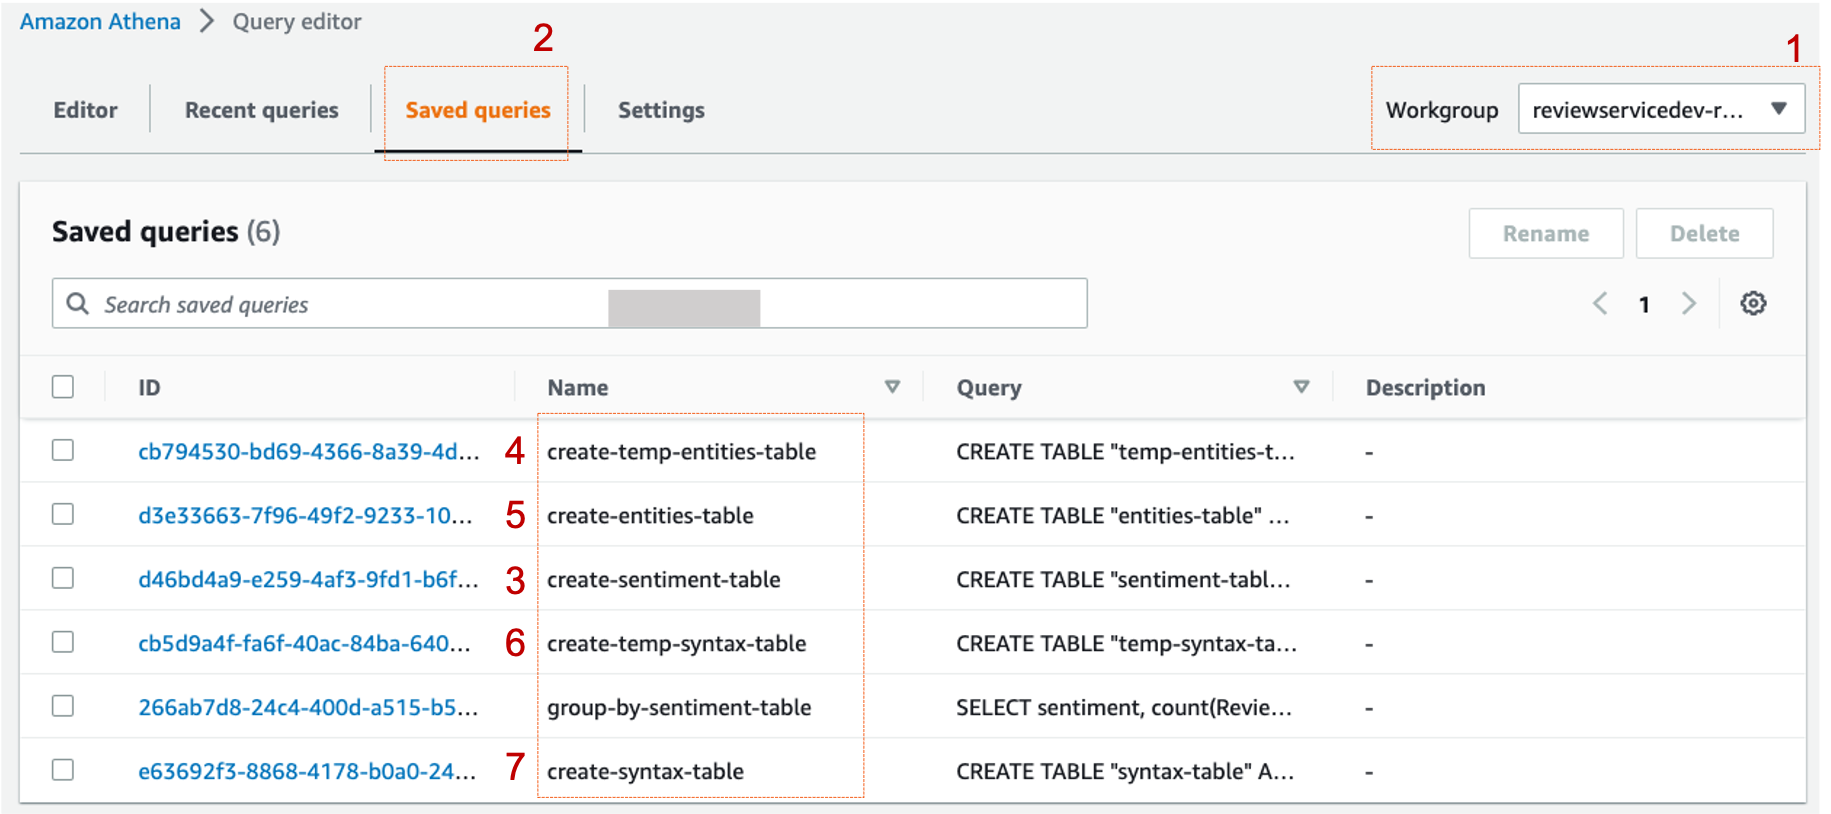 Amazon Athena > Query editor
2
1
Editor Recent queries Saved queries Settings Workgroup reviewservicedev-r...
Saved queries (6) Rename Delete
Search saved queries 1
ID Name Query Description
cb794530-bd69-4366-8a39-4d... 4 create-temp-entities-table CREATE TABLE "temp-entities-t... -
d3e33663-7f96-49f2-9233-10... 5 create-entities-table CREATE TABLE "entities-table" ... -
d46bd4a9-e259-4af3-9fd1-b6f... 3 create-sentiment-table CREATE TABLE "sentiment-tabl... -
cb5d9a4f-fa6f-40ac-84ba-640... 6 create-temp-syntax-table CREATE TABLE "temp-syntax-ta... -
266ab7d8-24c4-400d-a515-b5... group-by-sentiment-table SELECT sentiment, count(Revie... -
e63692f3-8868-4178-b0a0-24... 7 create-syntax-table CREATE TABLE "syntax-table" A... -